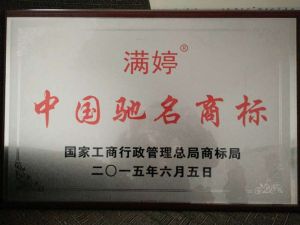 满婷®
中国驰名商标
国家工商行政管理总局商标局
二〇一五年六月五日